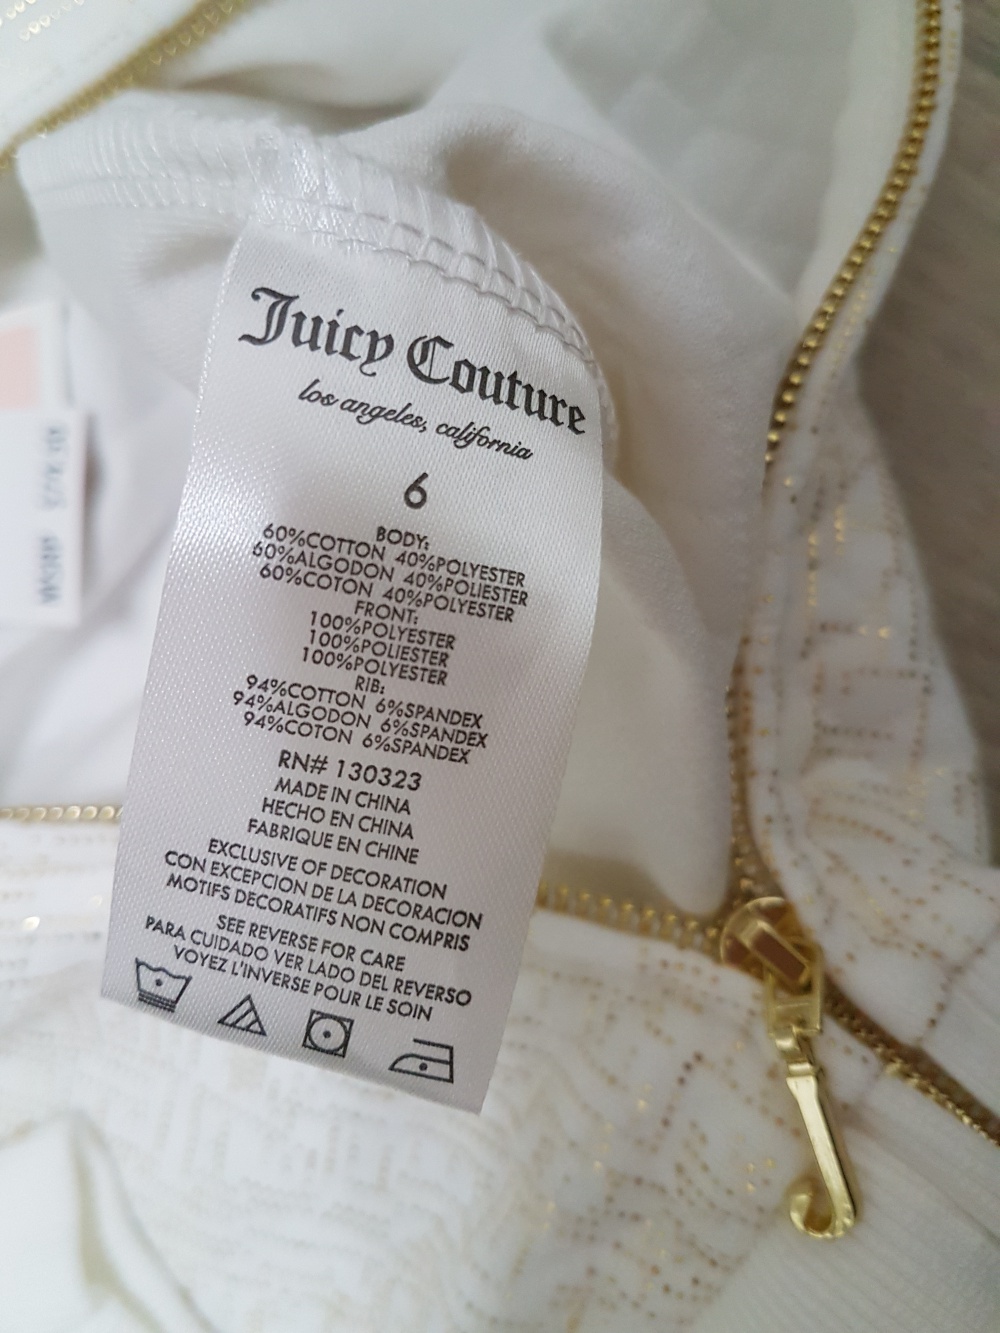 Juicy Couture
los angeles, california
6
BODY:
60%COTTON 40%POLYESTER
60%ALGODON 40%POLIESTER
60%COTON 40%POLYESTER
FRONT:
100%POLYESTER
100%POLIESTER
100%POLYESTER
RIB:
94%COTTON 6%SPANDEX
94%ALGODON 6%SPANDEX
94%COTON 6%SPANDEX
RN# 130323
MADE IN CHINA
HECHO EN CHINA
FABRIQUE EN CHINE
EXCLUSIVE OF DECORATION
CON EXCEPCION DE LA DECORACION
MOTIFS DECORATIFS NON COMPRIS
SEE REVERSE FOR CARE
PARA CUIDADO VER LADO DEL REVERSO
VOYEZ L'INVERSE POUR LE SOIN
MSRP